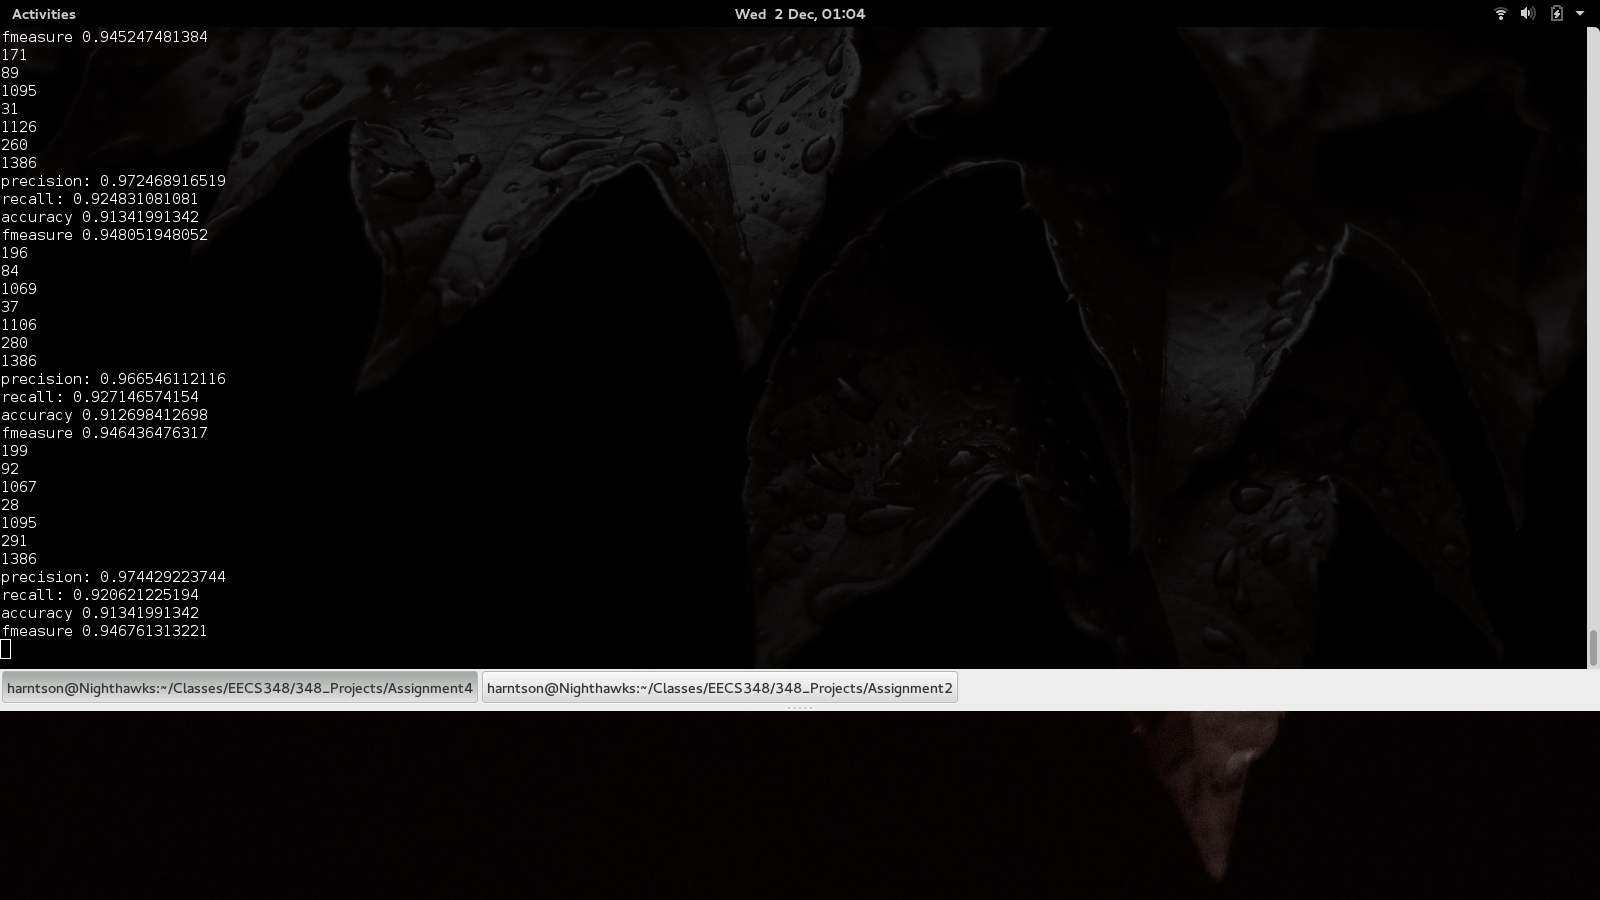 Activities
Wed 2 Dec, 01:04
fmeasure 0.945247481384
171
89
1095
31
1126
260
1386
precision: 0.972468916519
recall: 0.924831081081
accuracy 0.91341991342
fmeasure 0.948051948052
196
84
1069
37
1106
280
1386
precision: 0.966546112116
recall: 0.927146574154
accuracy 0.912698412698
fmeasure 0.946436476317
199
92
1067
28
1095
291
1386
precision: 0.974429223744
recall: 0.920621225194
accuracy 0.91341991342
fmeasure 0.946761313221
harntson@Nighthawks:~/Classes/EECS348/348_Projects/Assignment4
harntson@Nighthawks:~/Classes/EECS348/348_Projects/Assignment2